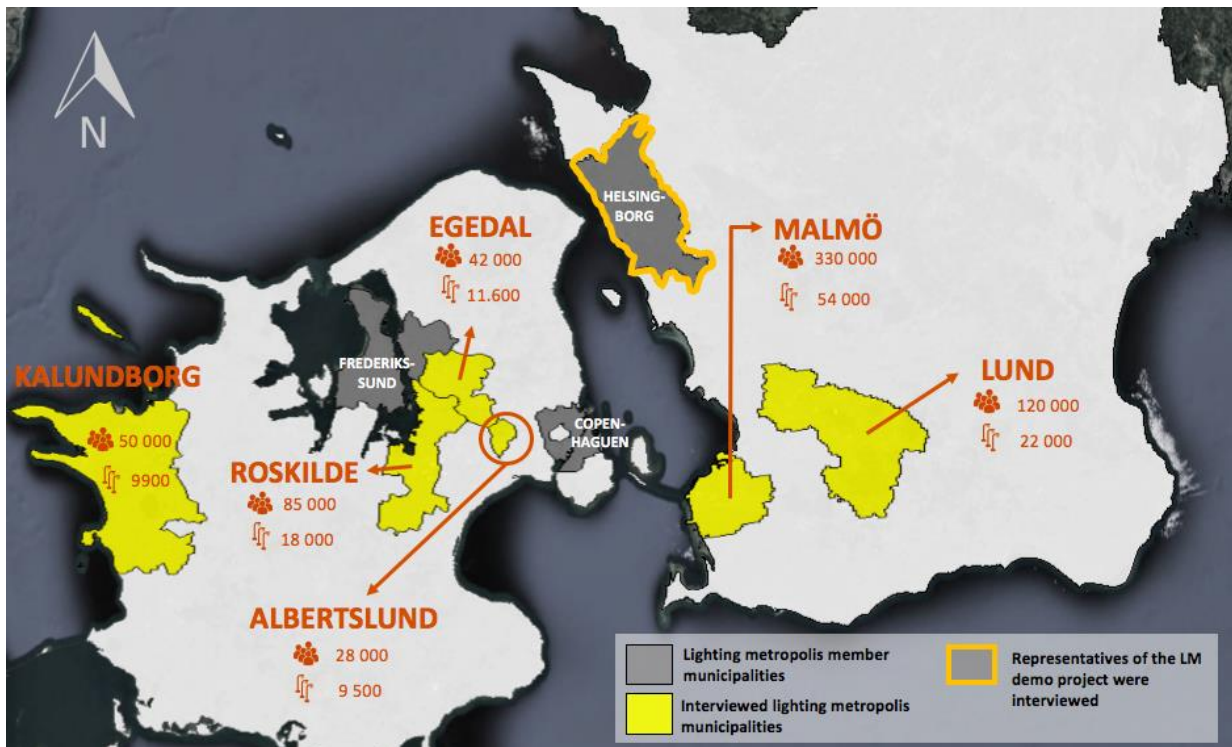 N
HELSING-
BORG
EGEDAL
42 000
11.600
MALMÖ
330 000
54 000
FREDERIKS-
SUND
KALUNDBORG
50 000
9900
COPEN-
HAGUEN
LUND
120 000
22 000
ROSKILDE
85 000
18 000
ALBERTSLUND
28 000
9 500
Lighting metropolis member
municipalities
Interviewed lighting metropolis
municipalities
Representatives of the LM
demo project were
interviewed